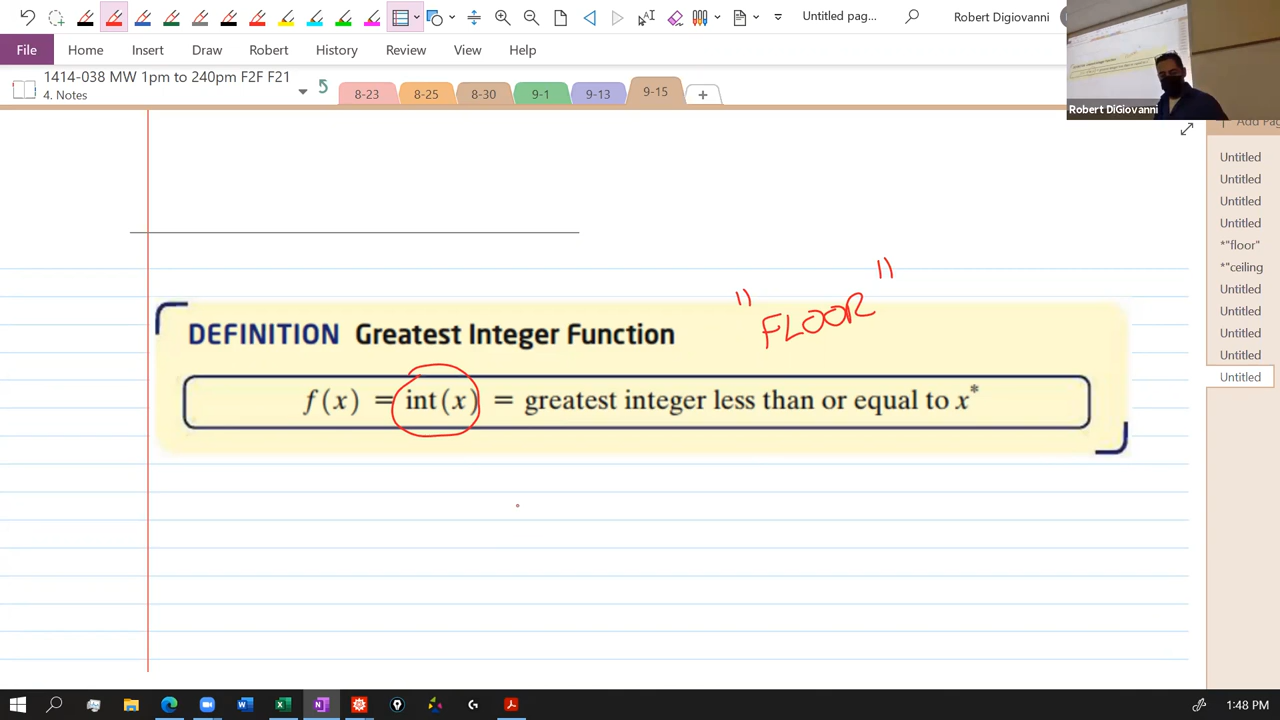 Untitled pag...
Robert Digiovanni
File
Home
Insert
Draw
Robert
History
Review
View
Help
1414-038 MW 1pm to 240pm F2F F21
4. Notes
8-23
8-25
8-30
9-1
9-13
9-15
Robert DiGiovanni
Add Pag
Untitled
Untitled
Untitled
Untitled
*"floor"
*"ceiling
Untitled
Untitled
Untitled
Untitled
Untitled
"FLOOR"
DEFINITION Greatest Integer Function
f(x) = int(x) = greatest integer less than or equal to x*
1:48 PM